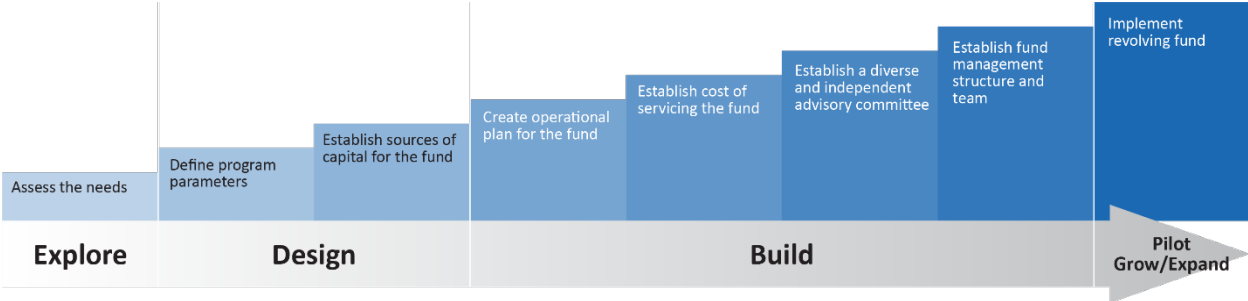 Assess the needs
Define program
parameters
Establish sources of
capital for the fund
Create operational
plan for the fund
Establish cost of
servicing the fund
Establish a diverse
and independent
advisory committee
Establish fund
management
structure and
team
Implement
revolving fund
Explore
Design
Build
Pilot
Grow/Expand